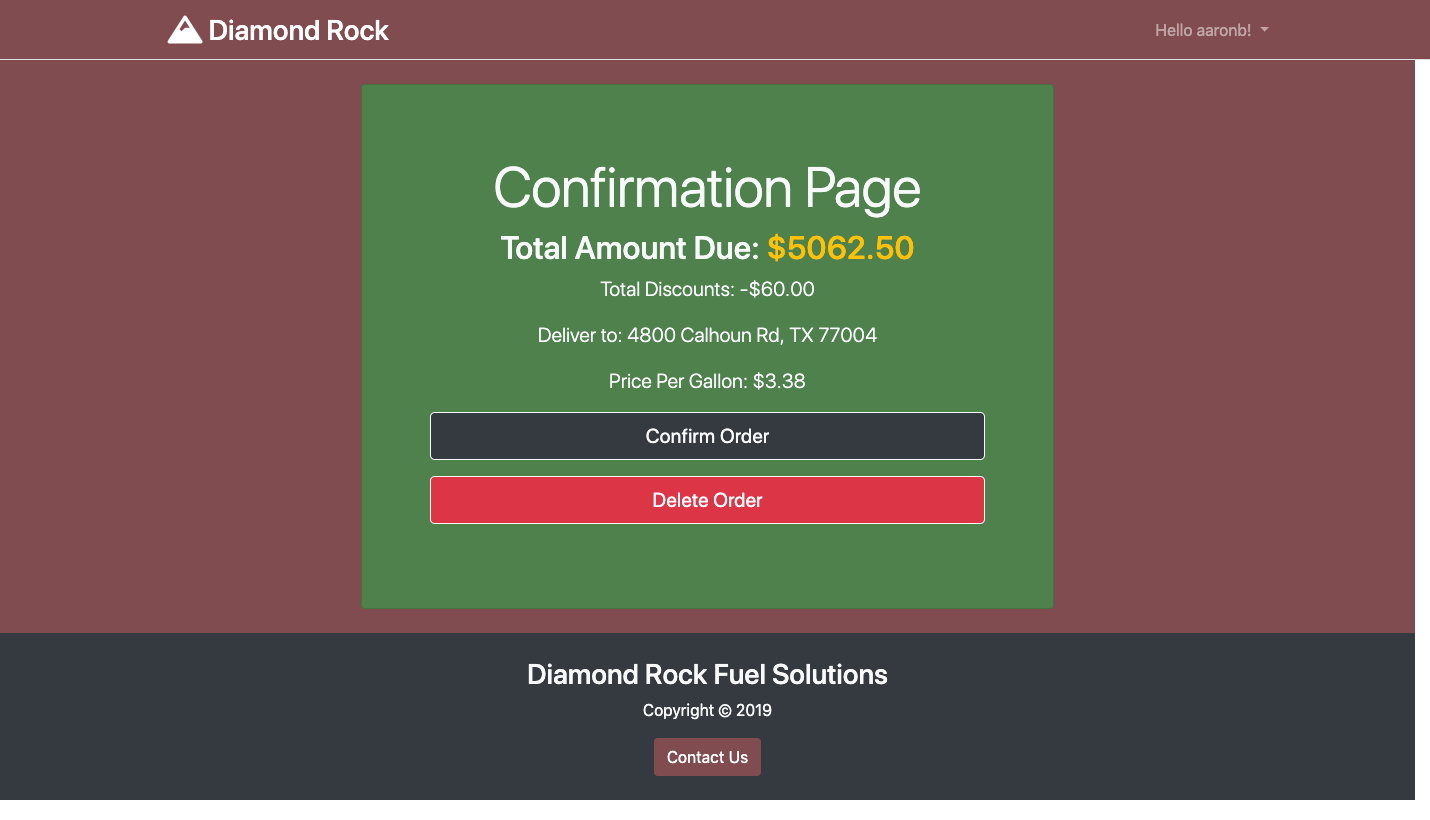 Diamond Rock
Hello aaronb!
Confirmation Page
Total Amount Due: $5062.50
Total Discounts: -$60.00
Deliver to: 4800 Calhoun Rd, TX 77004
Price Per Gallon: $3.38
Confirm Order
Delete Order
Diamond Rock Fuel Solutions
Copyright © 2019
Contact Us